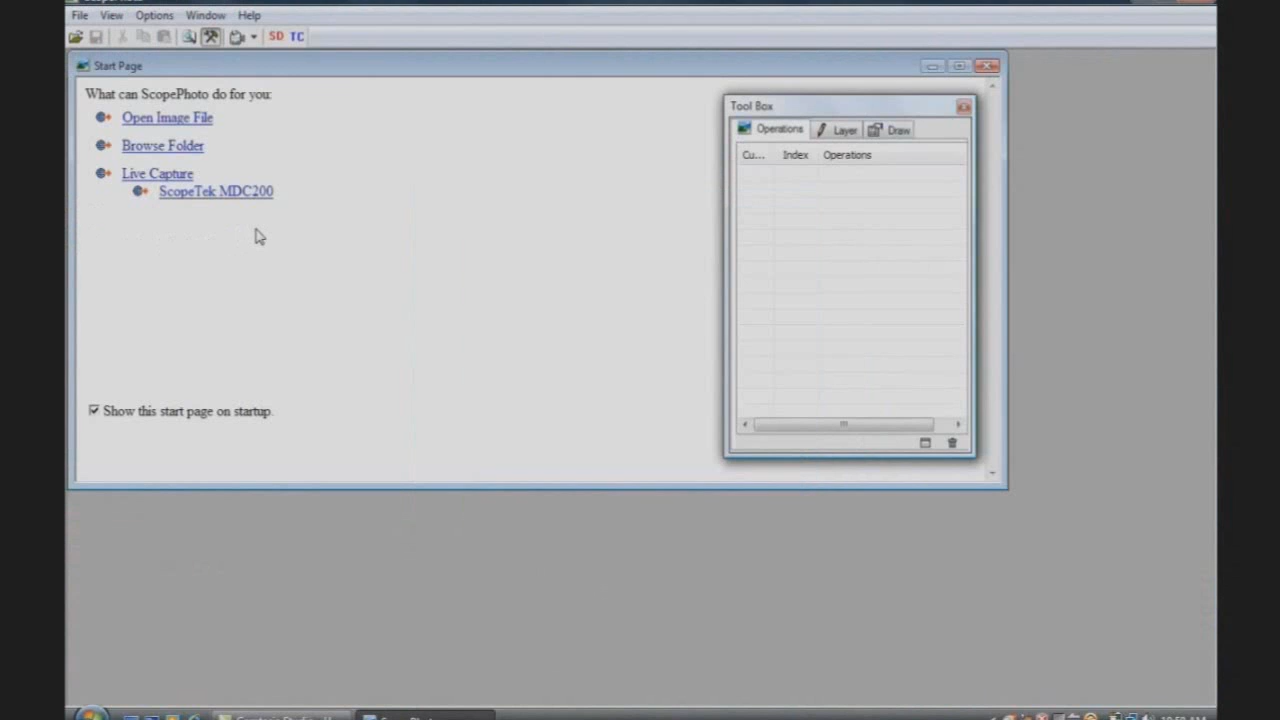 File View Options Window Help
SD TC
Start Page
What can ScopePhoto do for you:
Open Image File
Browse Folder
Live Capture
ScopeTek MDC200
Show this start page on startup.
Tool Box
Operations Layer Draw
Cu... Index Operations